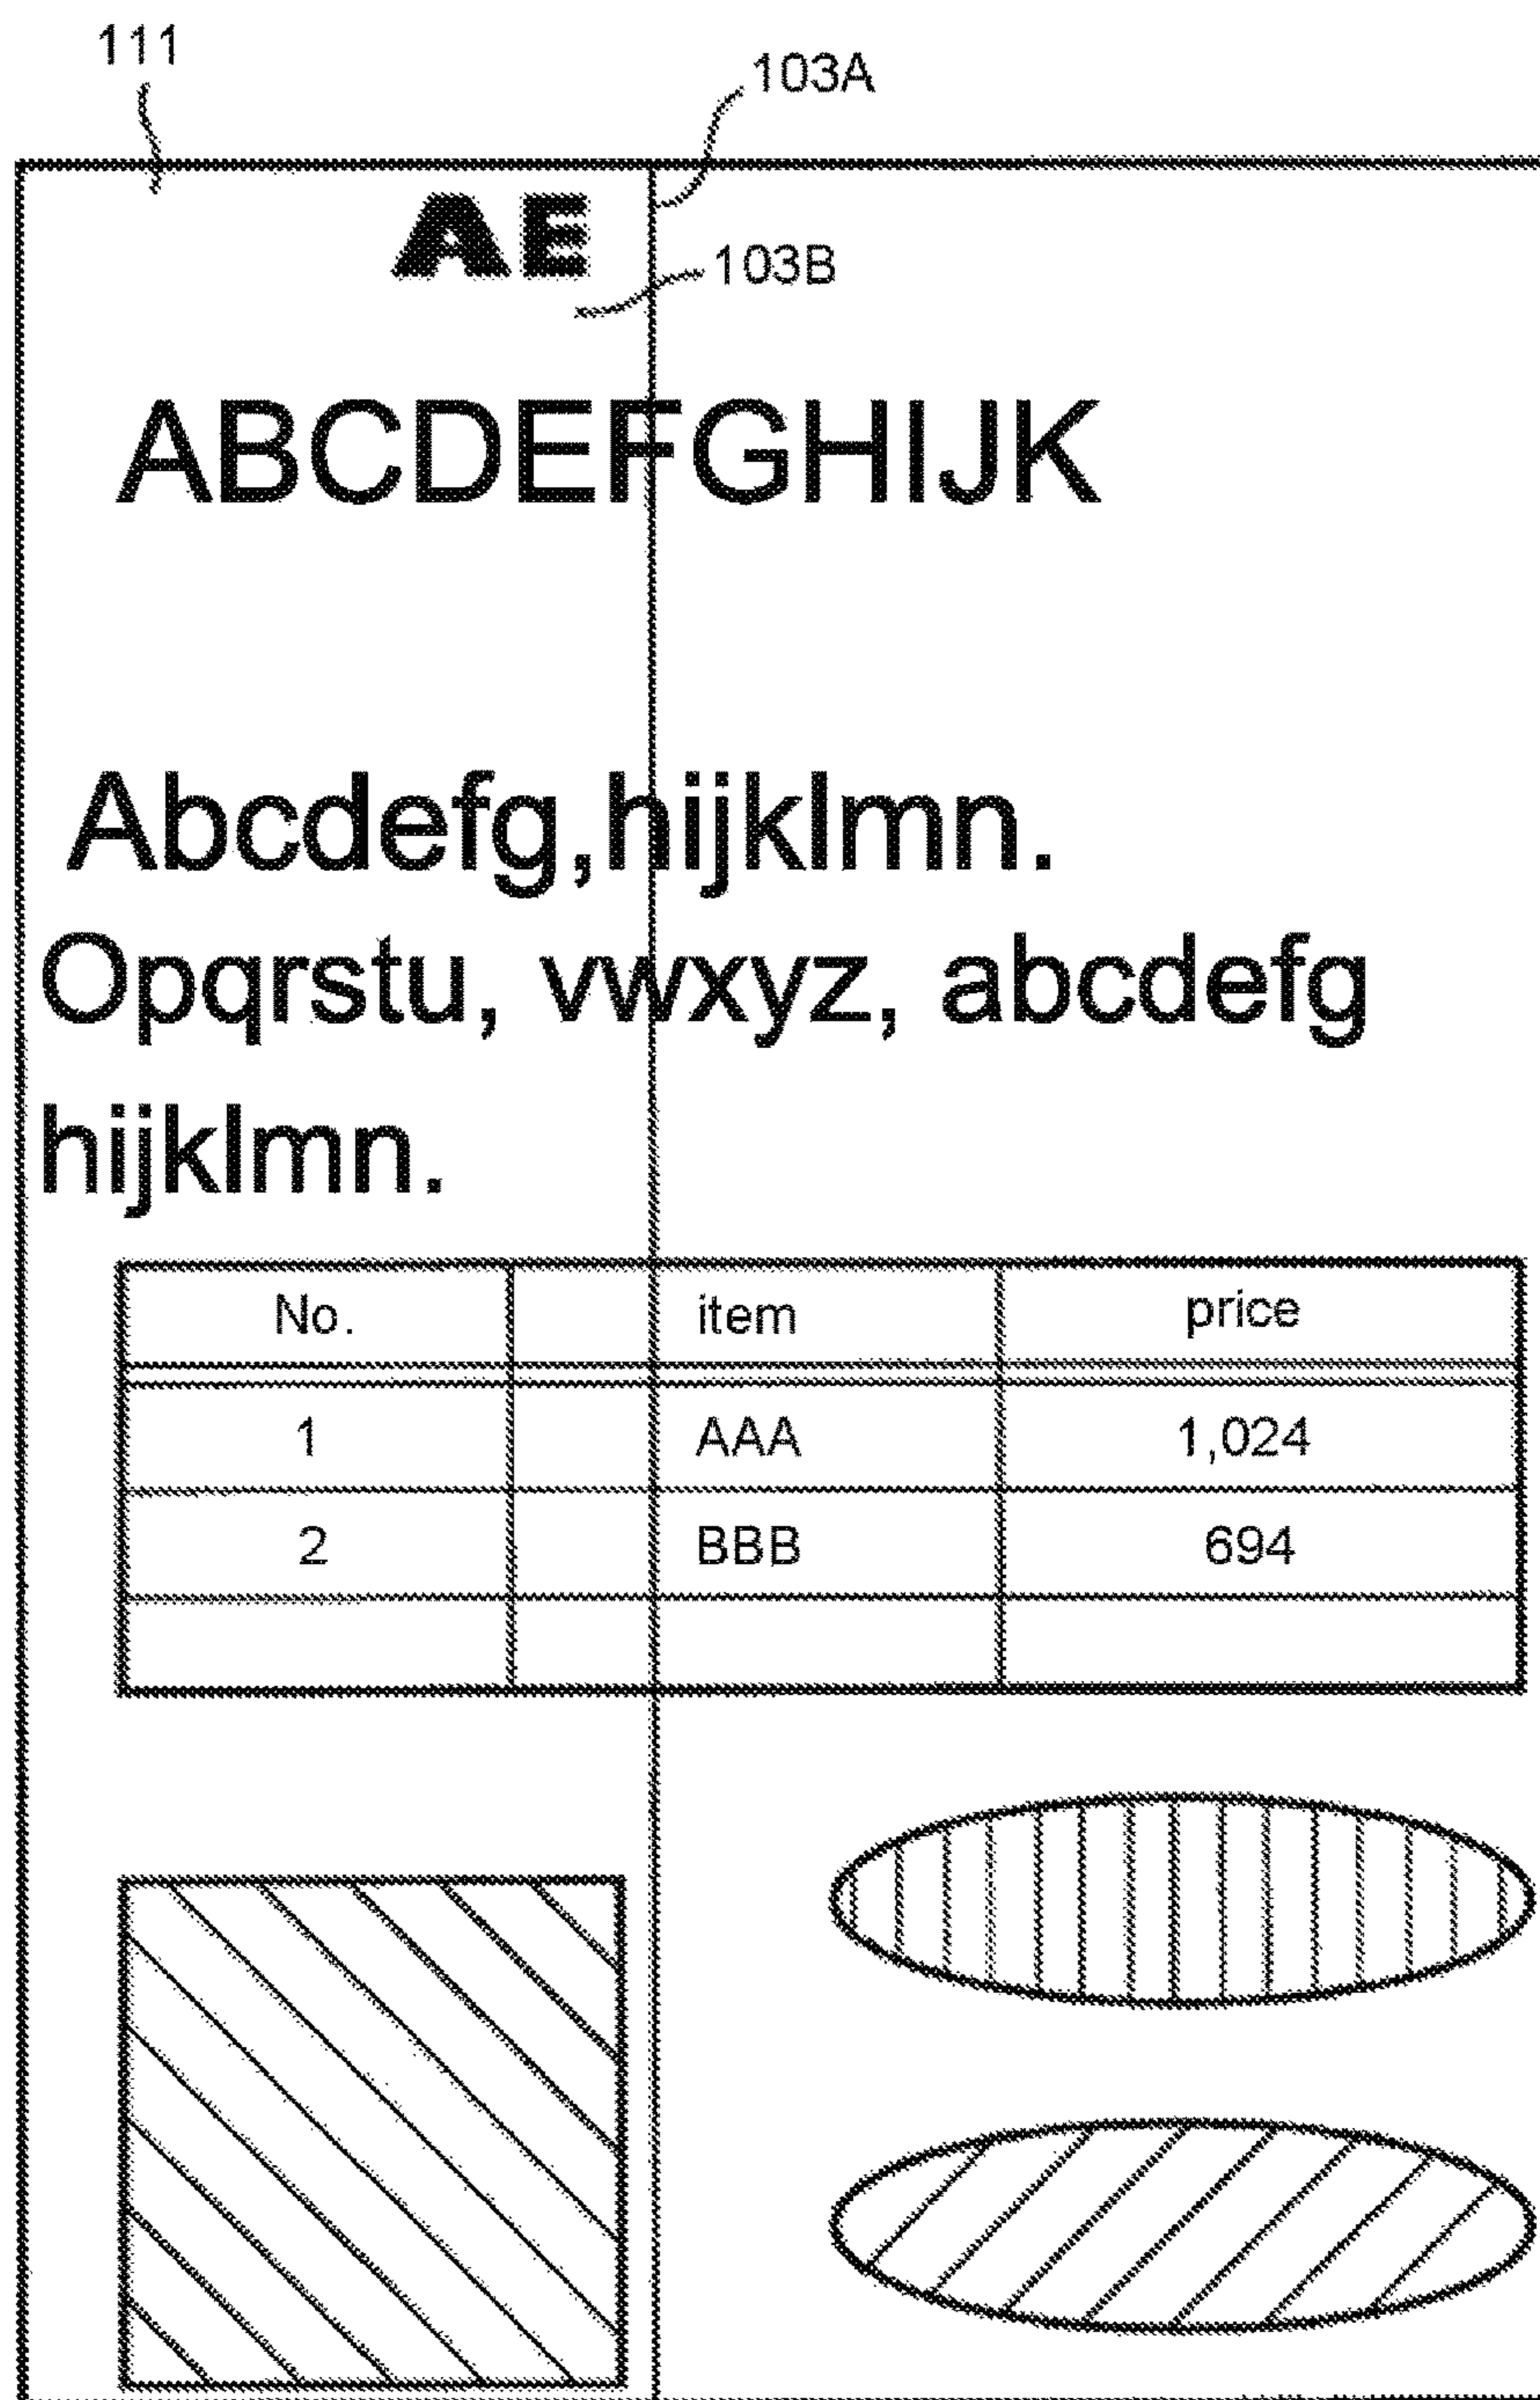 111
103A
AE
103B
ABCDEFGHIJK
Abcdefg,hijklmn.
Opqrstu, vwxyz, abcdefg
hijklmn.
No. item price
1 AAA 1,024
2 BBB 694